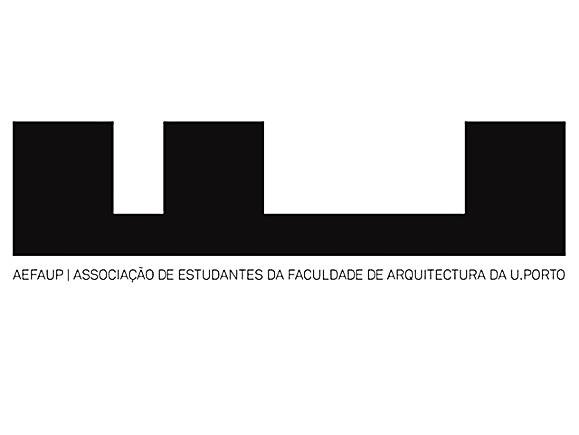 AEFAUP | ASSOCIAÇÃO DE ESTUDANTES DA FACULDADE DE ARQUITECTURA DA U.PORTO